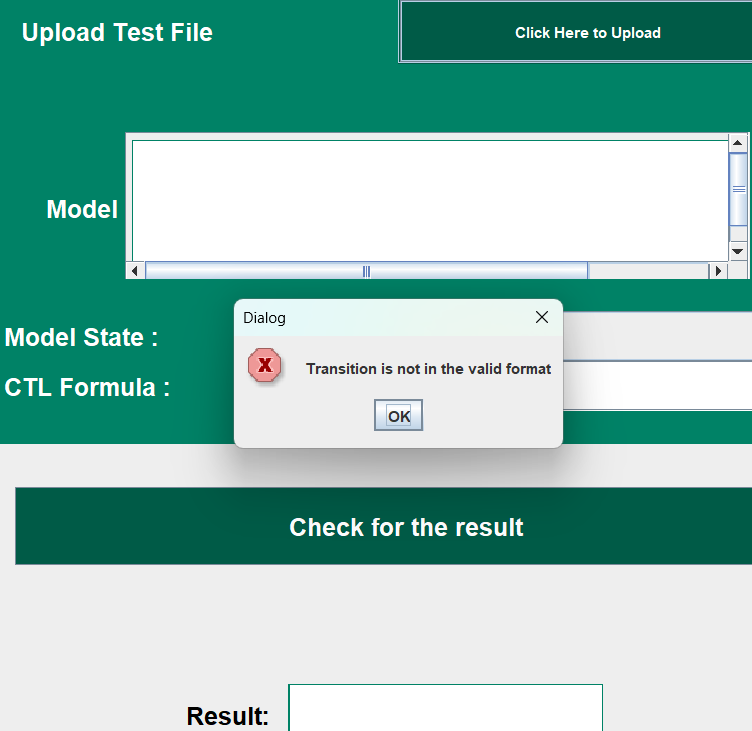 Upload Test File
Click Here to Upload
Model
Dialog
Model State :
Transition is not in the valid format
CTL Formula :
OK
Check for the result
Result: